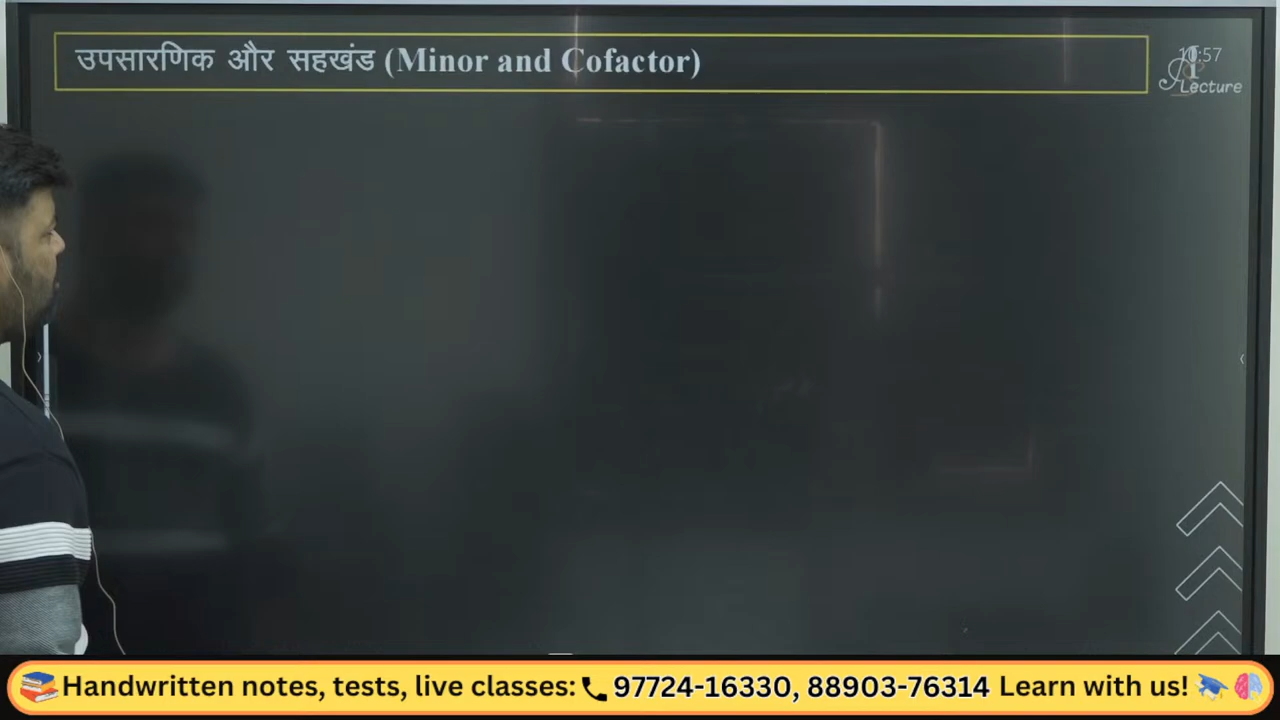 उपसारणिक और सहखंड (Minor and Cofactor)
10:57
Lecture
Handwritten notes, tests, live classes: 97724-16330, 88903-76314 Learn with us!